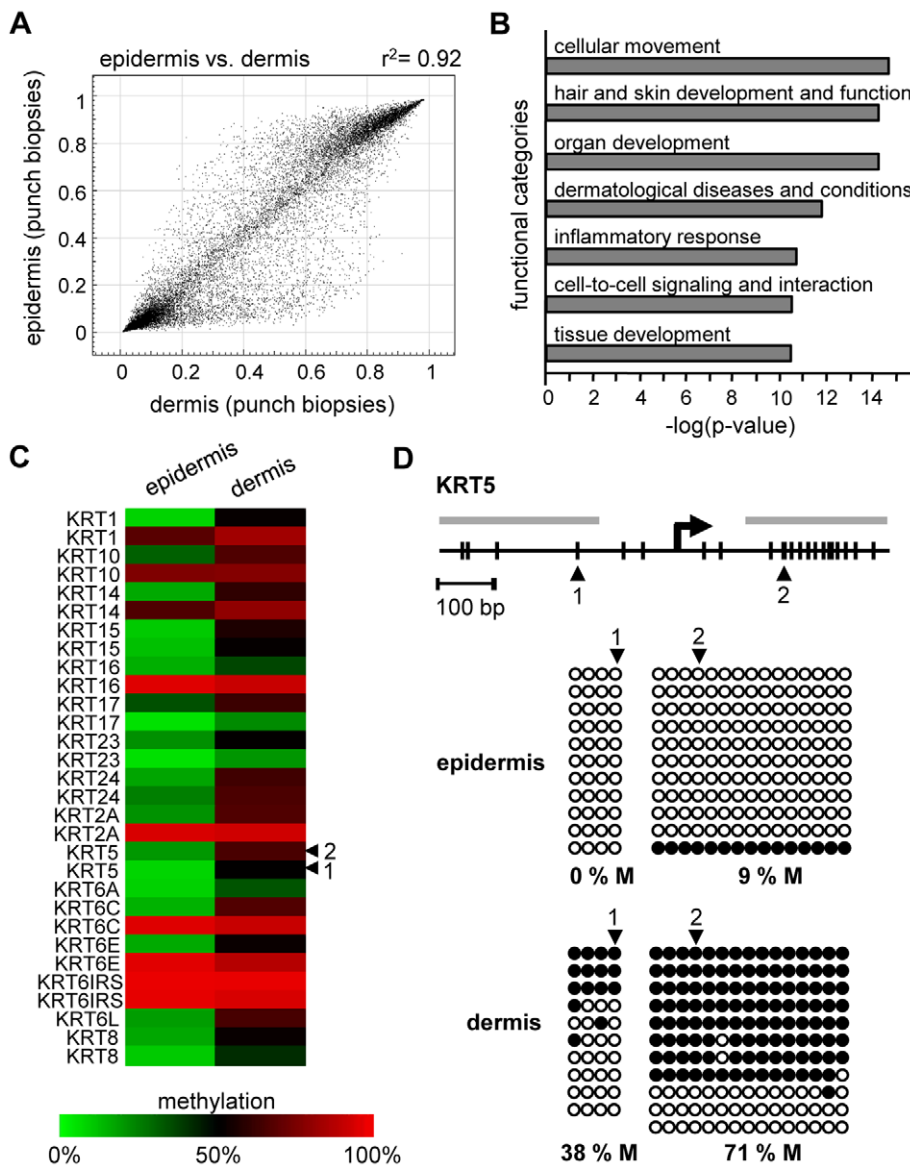 A
epidermis vs. dermis
r²= 0.92
epidermis (punch biopsies)
1
0.8
0.6
0.4
0.2
0
0
0.2
0.4
0.6
0.8
1
dermis (punch biopsies)
B
functional categories
cellular movement
hair and skin development and function
organ development
dermatological diseases and conditions
inflammatory response
cell-to-cell signaling and interaction
tissue development
0 2 4 6 8 10 12 14
-log(p-value)
C
epidermis
dermis
KRT1
KRT1
KRT10
KRT10
KRT14
KRT14
KRT15
KRT15
KRT16
KRT16
KRT17
KRT17
KRT23
KRT23
KRT24
KRT24
KRT2A
KRT2A
KRT5
2
KRT5
1
KRT6A
KRT6C
KRT6C
KRT6E
KRT6E
KRT6IRS
KRT6IRS
KRT6L
KRT8
KRT8
methylation
0%
50%
100%
D
KRT5
100 bp
1
2
1
2
epidermis
0 % M
9 % M
1
2
dermis
38 % M
71 % M